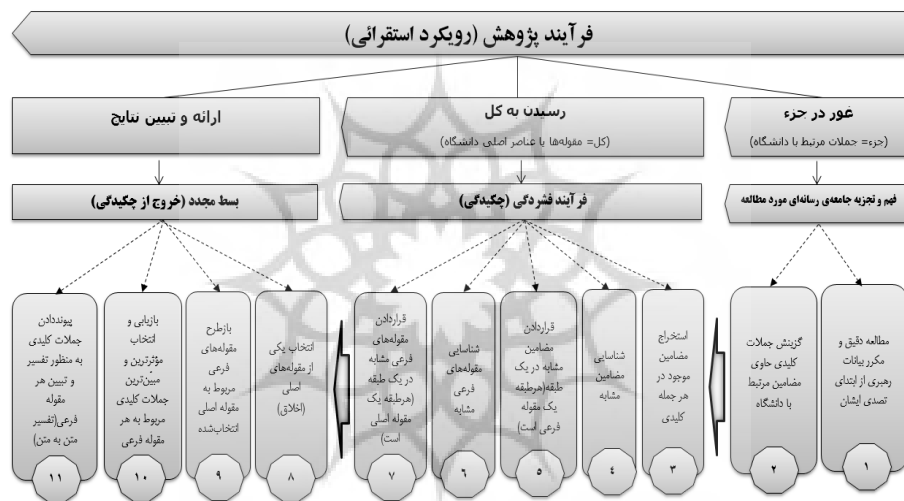 فرآیند پژوهش (رویکرد استقرائی)
غور در جزء
(جزء= جملات مرتبط با دانشگاه)
رسیدن به کل
(کل= مقوله‌ها یا عناصر اصلی دانشگاه)
ارائه و تبیین نتایج
فهم و تجزیه جامعه‌ی رسانه‌ای مورد مطالعه
فرآیند فشردگی (چکیدگی)
بسط مجدد (خروج از چکیدگی)
مطالعه دقیق و
مکرر بیانات
رهبری از ابتدای
تصدی ایشان
۱
گزینش جملات
کلیدی حاوی
مضامین مرتبط
با دانشگاه
۲
استخراج
مضامین
موجود در
هر جمله
کلیدی
۳
شناسایی
مضامین
مشابه
۴
قراردادن
مضامین
مشابه در یک
طبقه(هرطبقه
یک مقوله
فرعی است)
۵
شناسایی
مقوله‌های
فرعی
مشابه
۶
قراردادن
مقوله‌های
فرعی مشابه
در یک طبقه
(هرطبقه یک
مقوله اصلی
است)
۷
انتخاب یکی
از مقوله‌های
اصلی
(اخلاق)
۸
بازطرح
مقوله‌های
فرعی
مربوط به
مقوله اصلی
انتخاب‌شده
۹
بازیابی و
انتخاب
مؤثرترین و
مبین‌ترین
جملات کلیدی
مربوط به هر
مقوله فرعی
۱۰
پیونددادن
جملات کلیدی
به منظور تفسیر
و تبیین هر
مقوله
فرعی(تفسیر
متن به متن)
۱۱